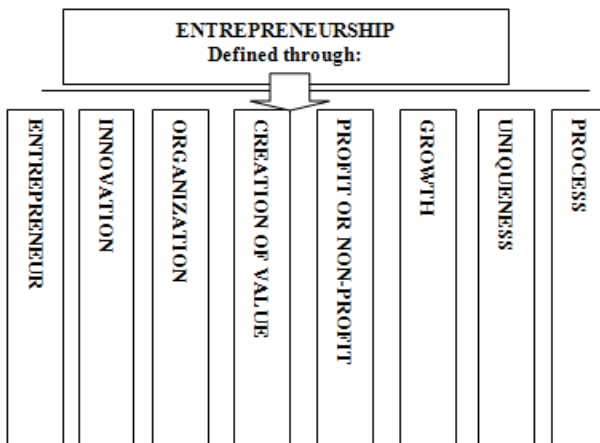 ENTREPRENEURSHIP
Defined through:
ENTREPRENEUR
INNOVATION
ORGANIZATION
CREATION OF VALUE
PROFIT OR NON-PROFIT
GROWTH
UNIQUENESS
PROCESS